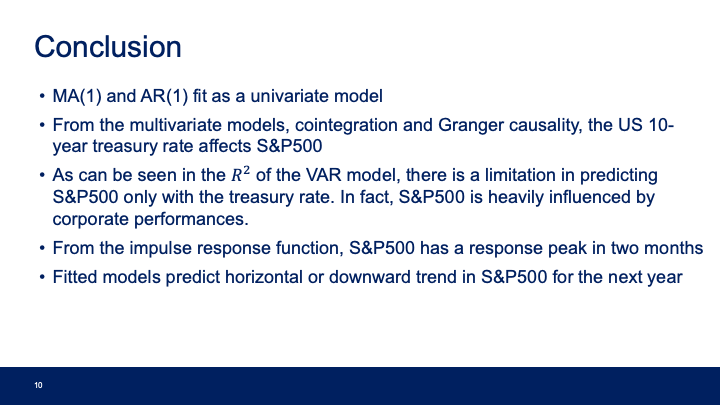 Conclusion
• MA(1) and AR(1) fit as a univariate model
• From the multivariate models, cointegration and Granger causality, the US 10-
year treasury rate affects S&P500
• As can be seen in the R² of the VAR model, there is a limitation in predicting
S&P500 only with the treasury rate. In fact, S&P500 is heavily influenced by
corporate performances.
• From the impulse response function, S&P500 has a response peak in two months
• Fitted models predict horizontal or downward trend in S&P500 for the next year
10